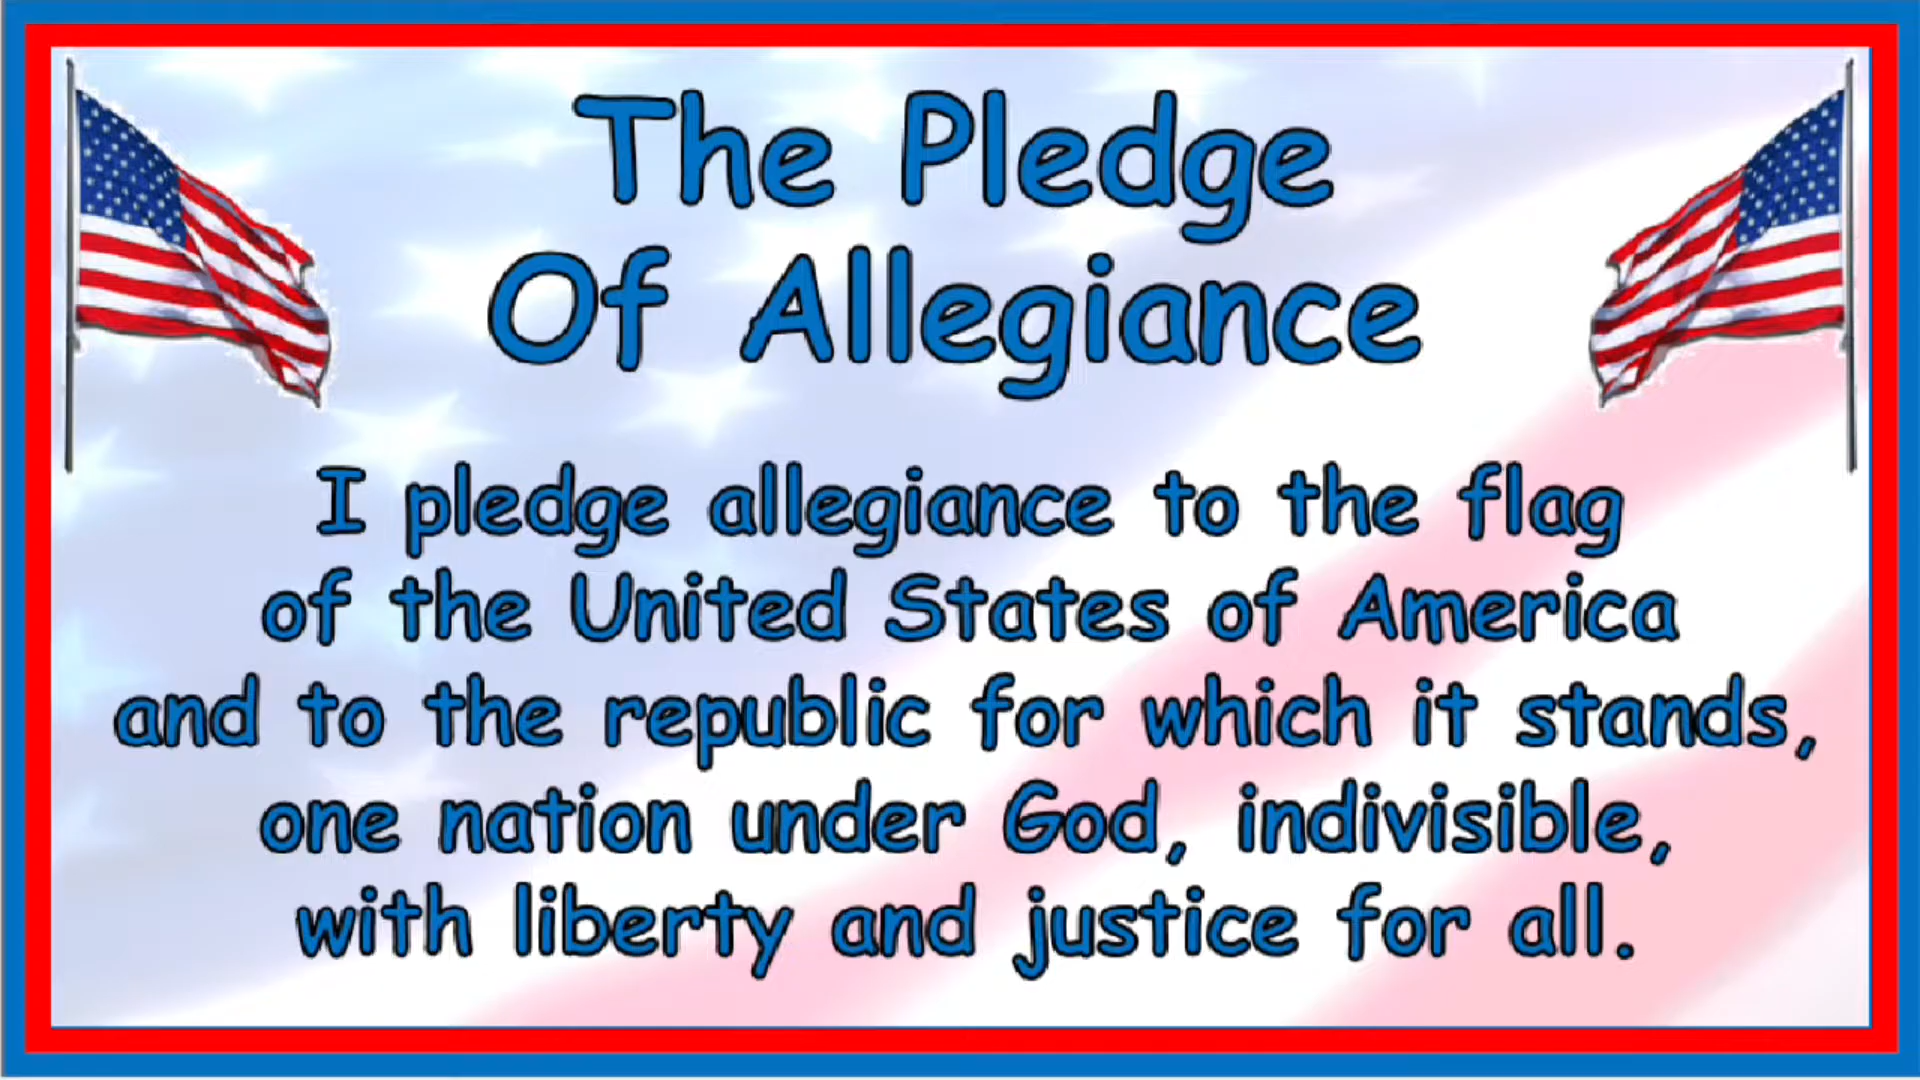 The Pledge
Of Allegiance
I pledge allegiance to the flag
of the United States of America
and to the republic for which it stands,
one nation under God, indivisible,
with liberty and justice for all.